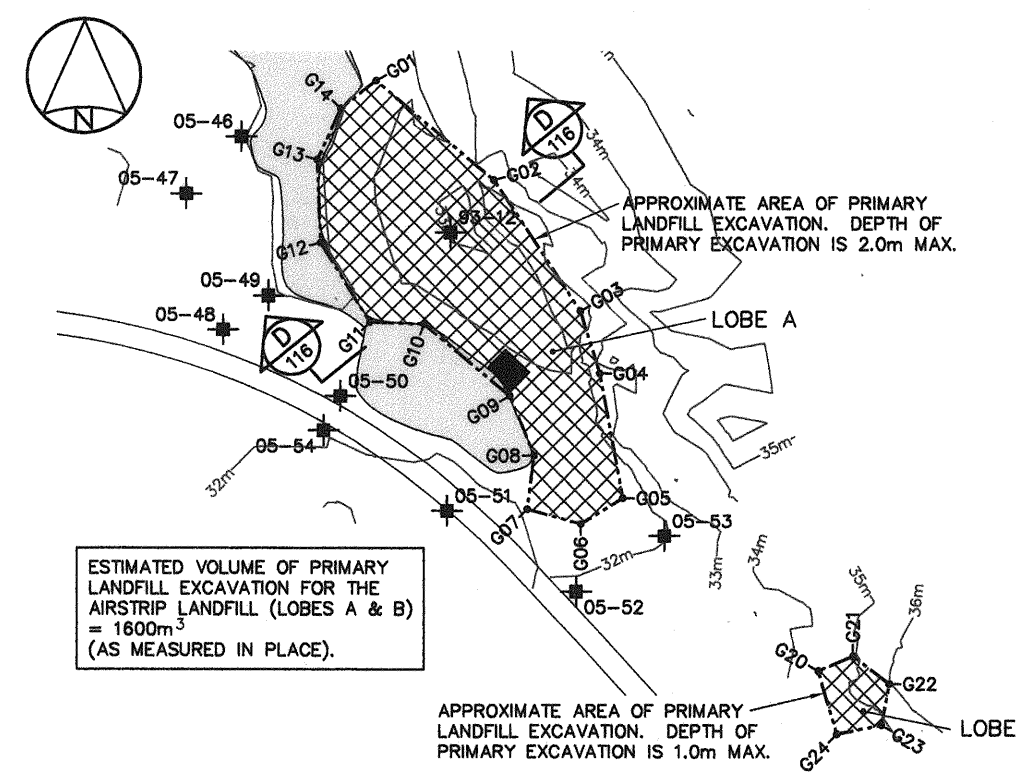 N
G14
G01
05-46
D
116
34m
G13
05-47
G02
34m
APPROXIMATE AREA OF PRIMARY
LANDFILL EXCAVATION. DEPTH OF
PRIMARY EXCAVATION IS 2.0m MAX.
93-12
G12
05-49
G03
05-48
LOBE A
D
116
G11
G10
G04
05-50
G09
05-54
35m
G08
32m
05-51
G05
G07
05-53
G06
32m
33m
34m
ESTIMATED VOLUME OF PRIMARY
LANDFILL EXCAVATION FOR THE
AIRSTRIP LANDFILL (LOBES A & B)
= 1600m³
(AS MEASURED IN PLACE).
05-52
35m
36m
G21
G20
G22
APPROXIMATE AREA OF PRIMARY
LANDFILL EXCAVATION. DEPTH OF
PRIMARY EXCAVATION IS 1.0m MAX.
LOBE
G23
G24